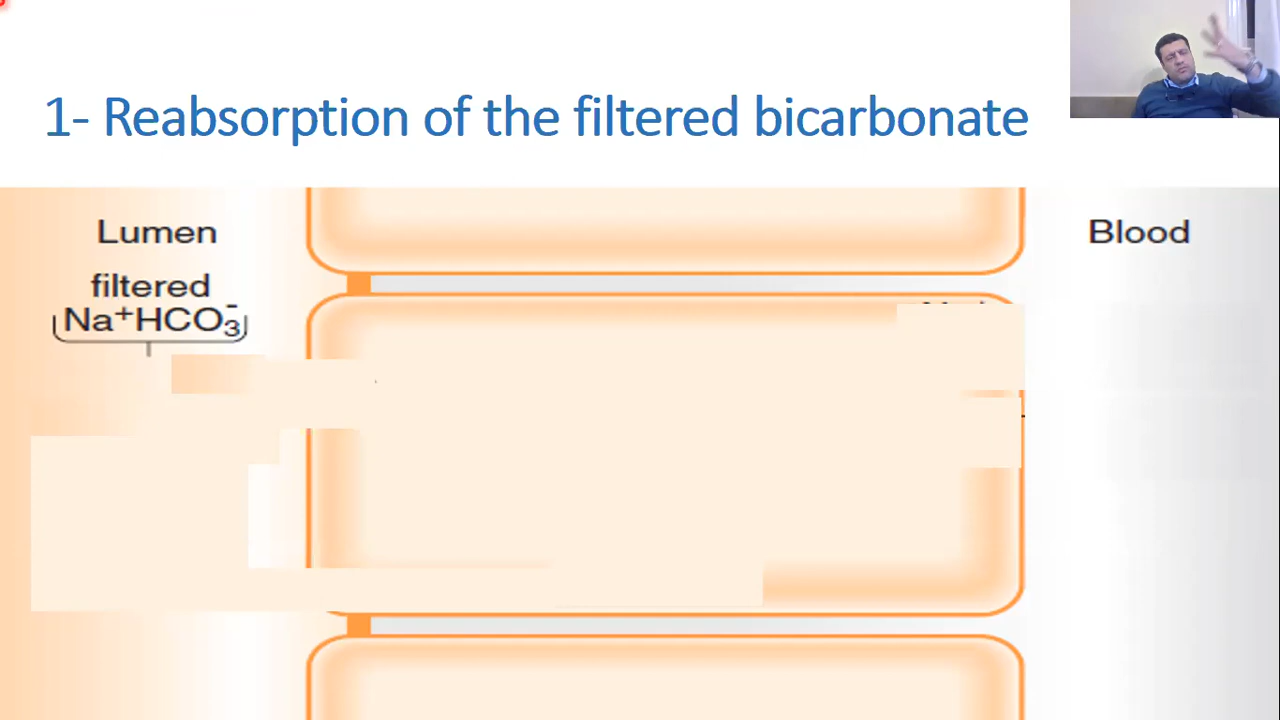 1- Reabsorption of the filtered bicarbonate
Lumen
Blood
filtered
Na⁺HCO₃⁻